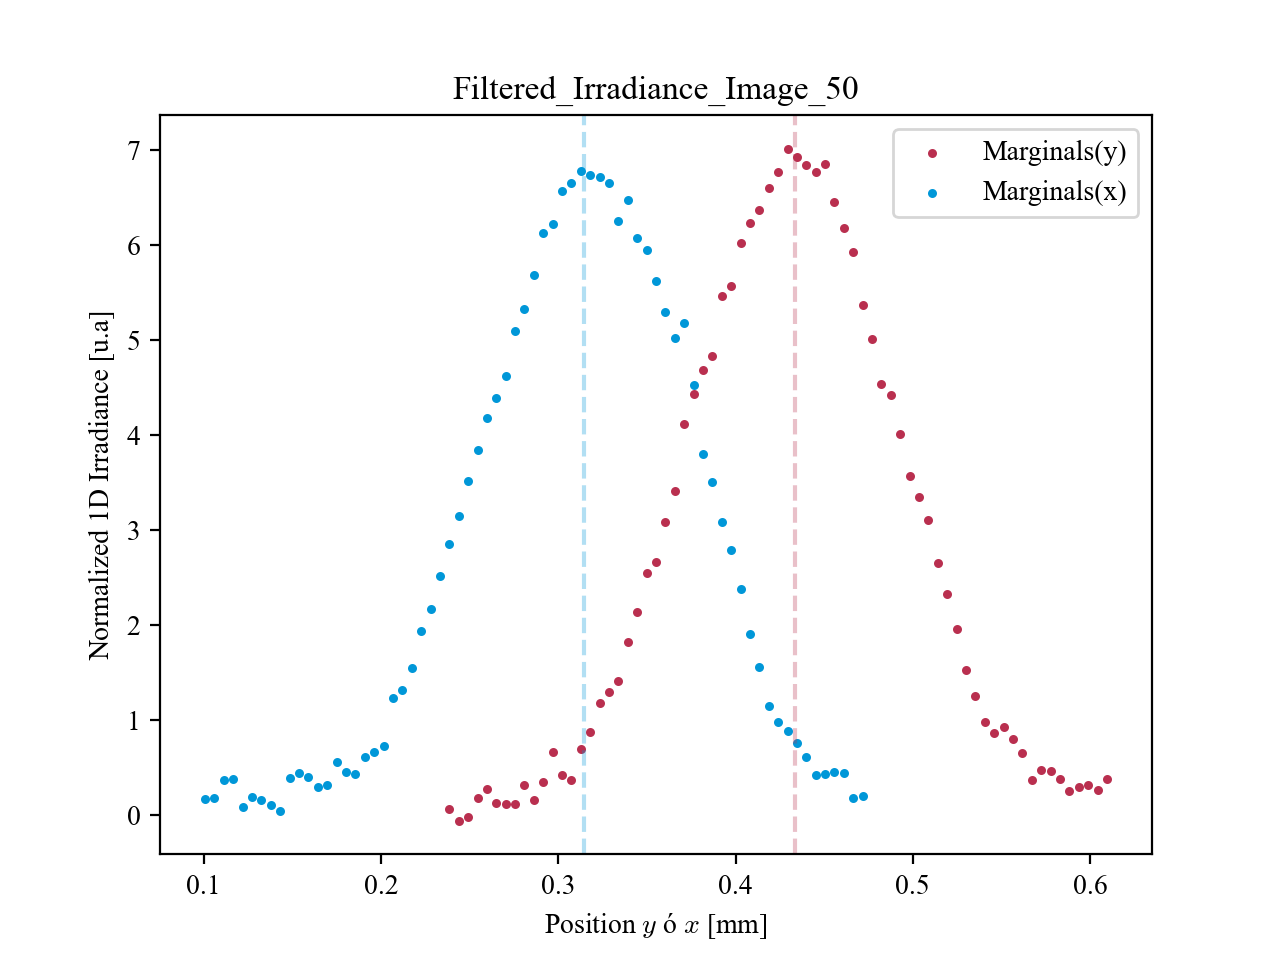 Filtered_Irradiance_Image_50
Marginals(y)
Marginals(x)
Normalized 1D Irradiance [u.a]
7
6
5
4
3
2
1
0
0.1 0.2 0.3 0.4 0.5 0.6
Position y ó x [mm]